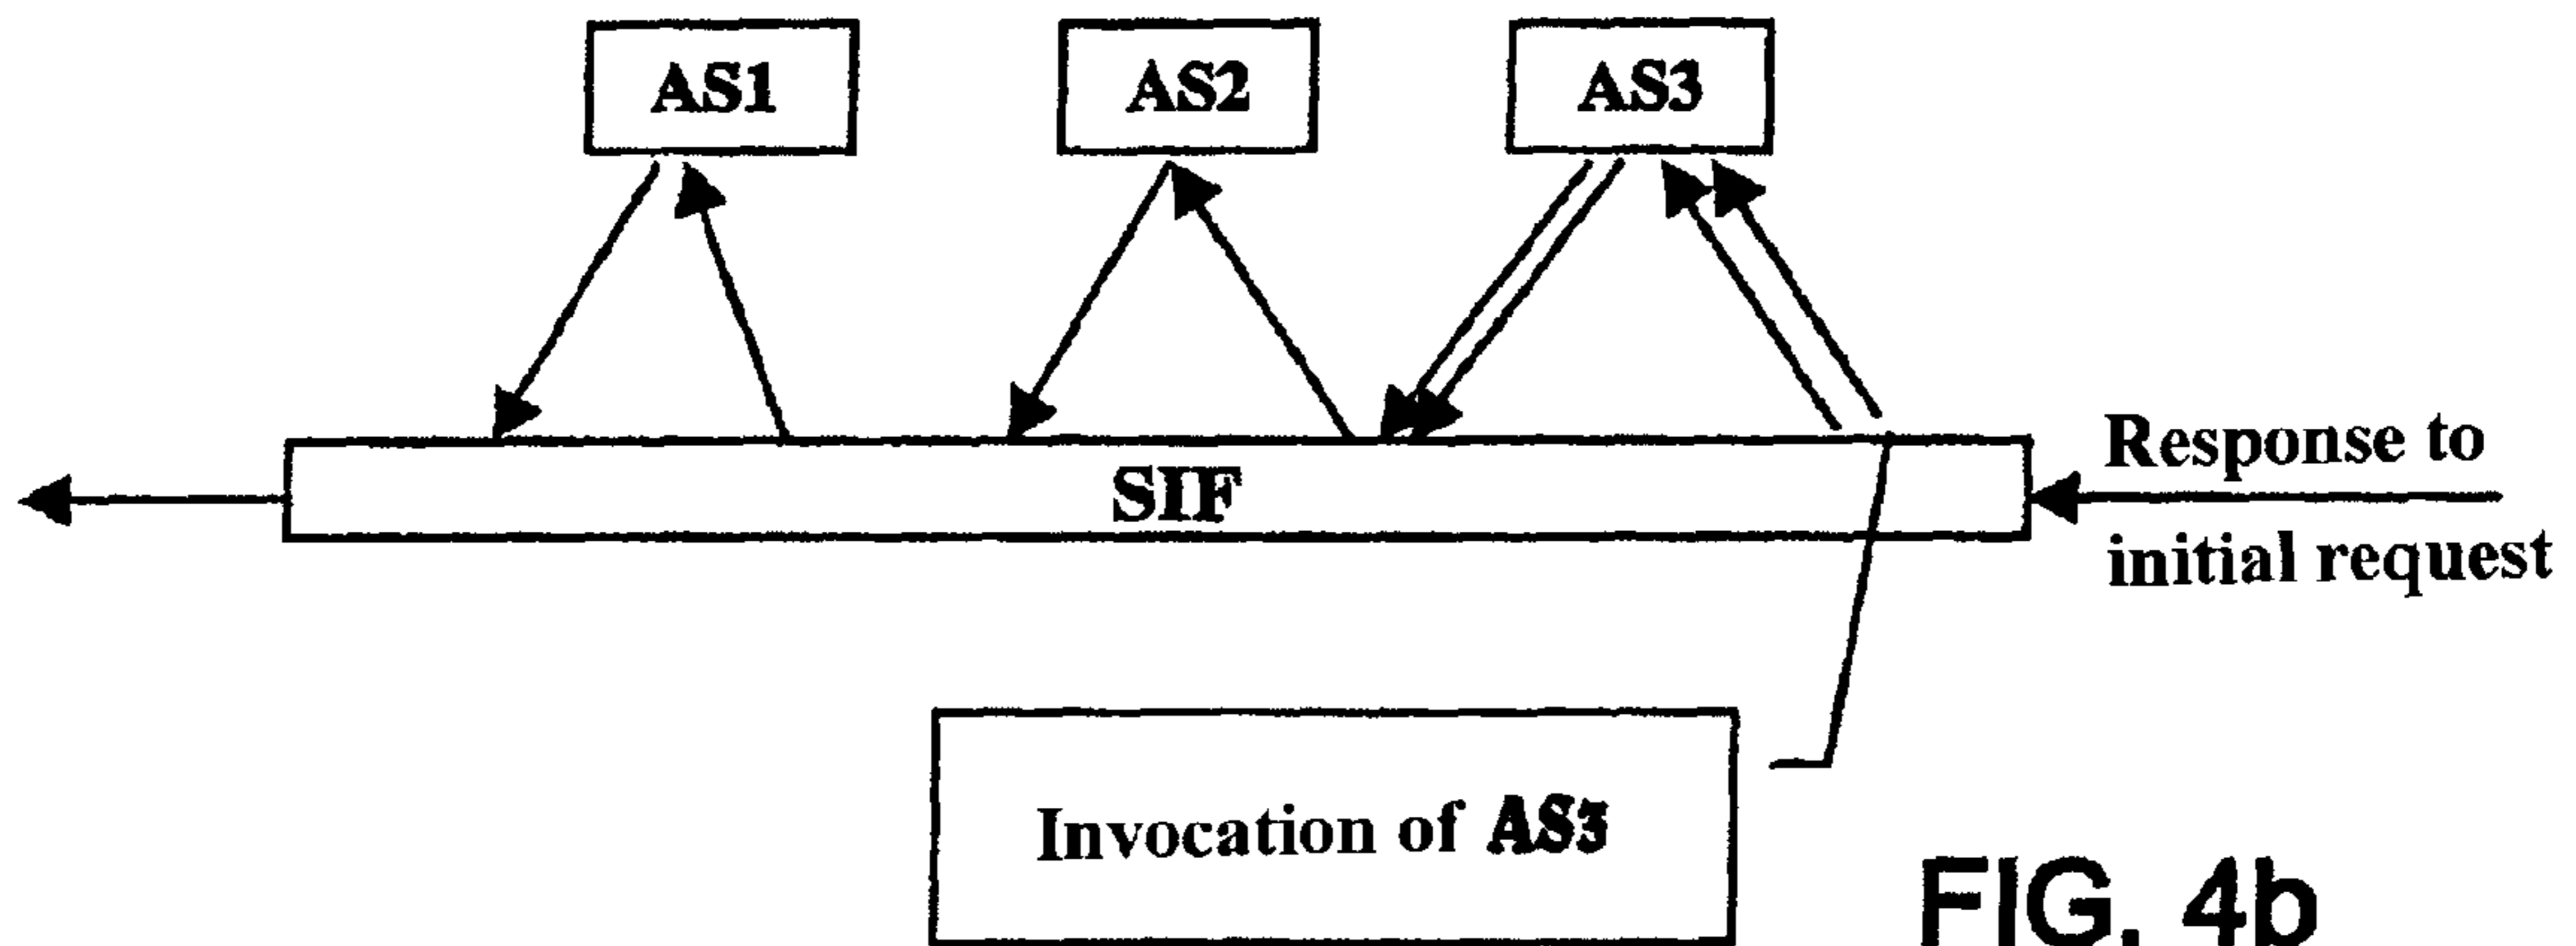 AS1
AS2
AS3
SIF
Response to
initial request
Invocation of AS3
FIG. 4b